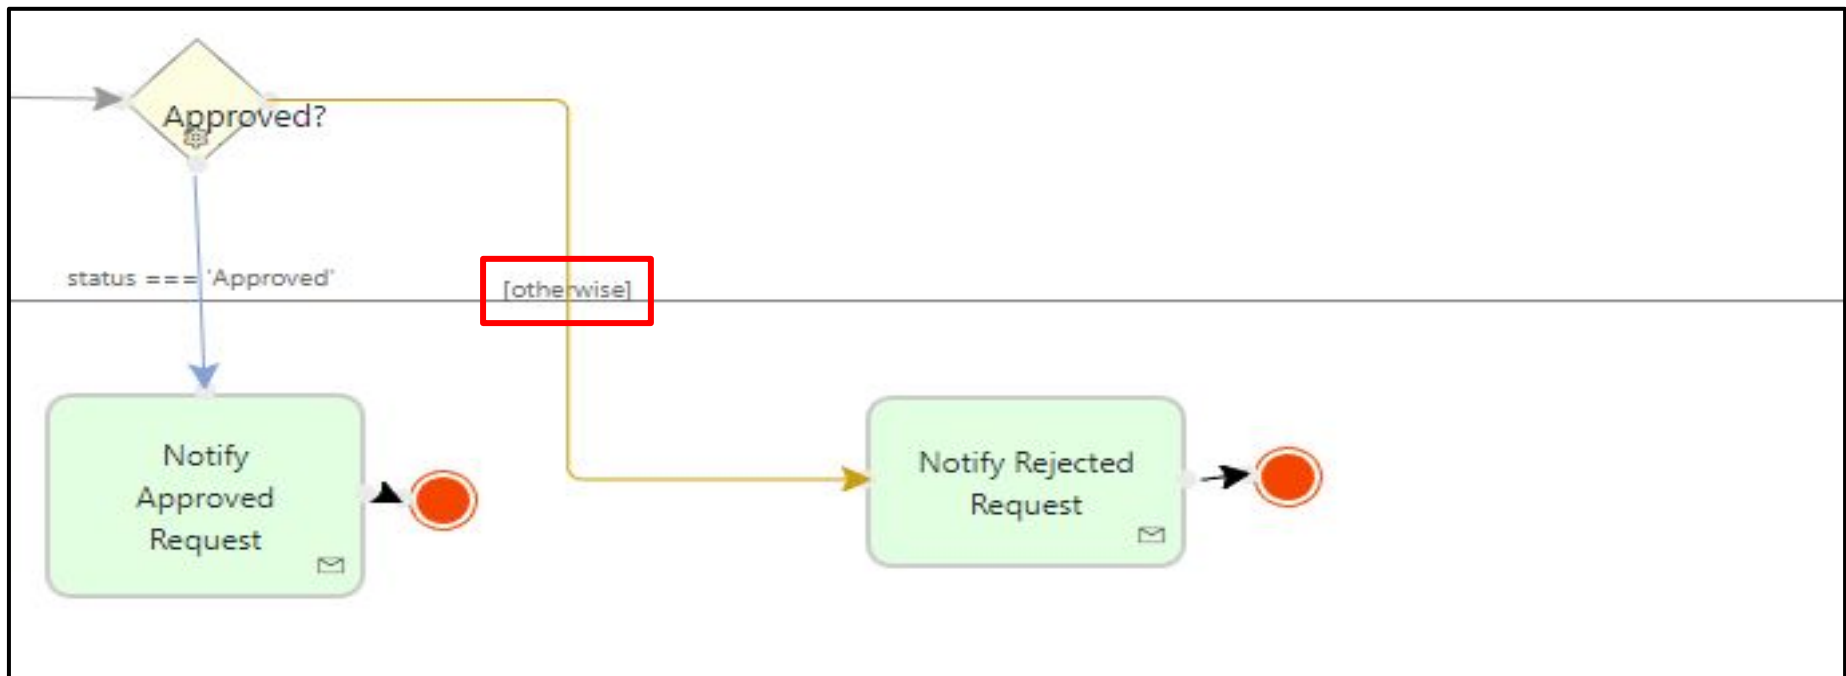 Approved?
status === 'Approved'
[otherwise]
Notify
Approved
Request
Notify Rejected
Request